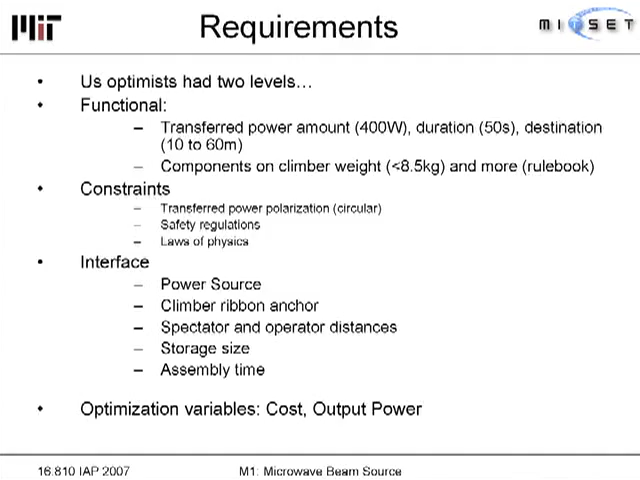 MIT
Requirements
MITSET
• Us optimists had two levels…
• Functional:
– Transferred power amount (400W), duration (50s), destination
(10 to 60m)
– Components on climber weight (<8.5kg) and more (rulebook)
• Constraints
– Transferred power polarization (circular)
– Safety regulations
– Laws of physics
• Interface
– Power Source
– Climber ribbon anchor
– Spectator and operator distances
– Storage size
– Assembly time
• Optimization variables: Cost, Output Power
16.810 IAP 2007
M1: Microwave Beam Source